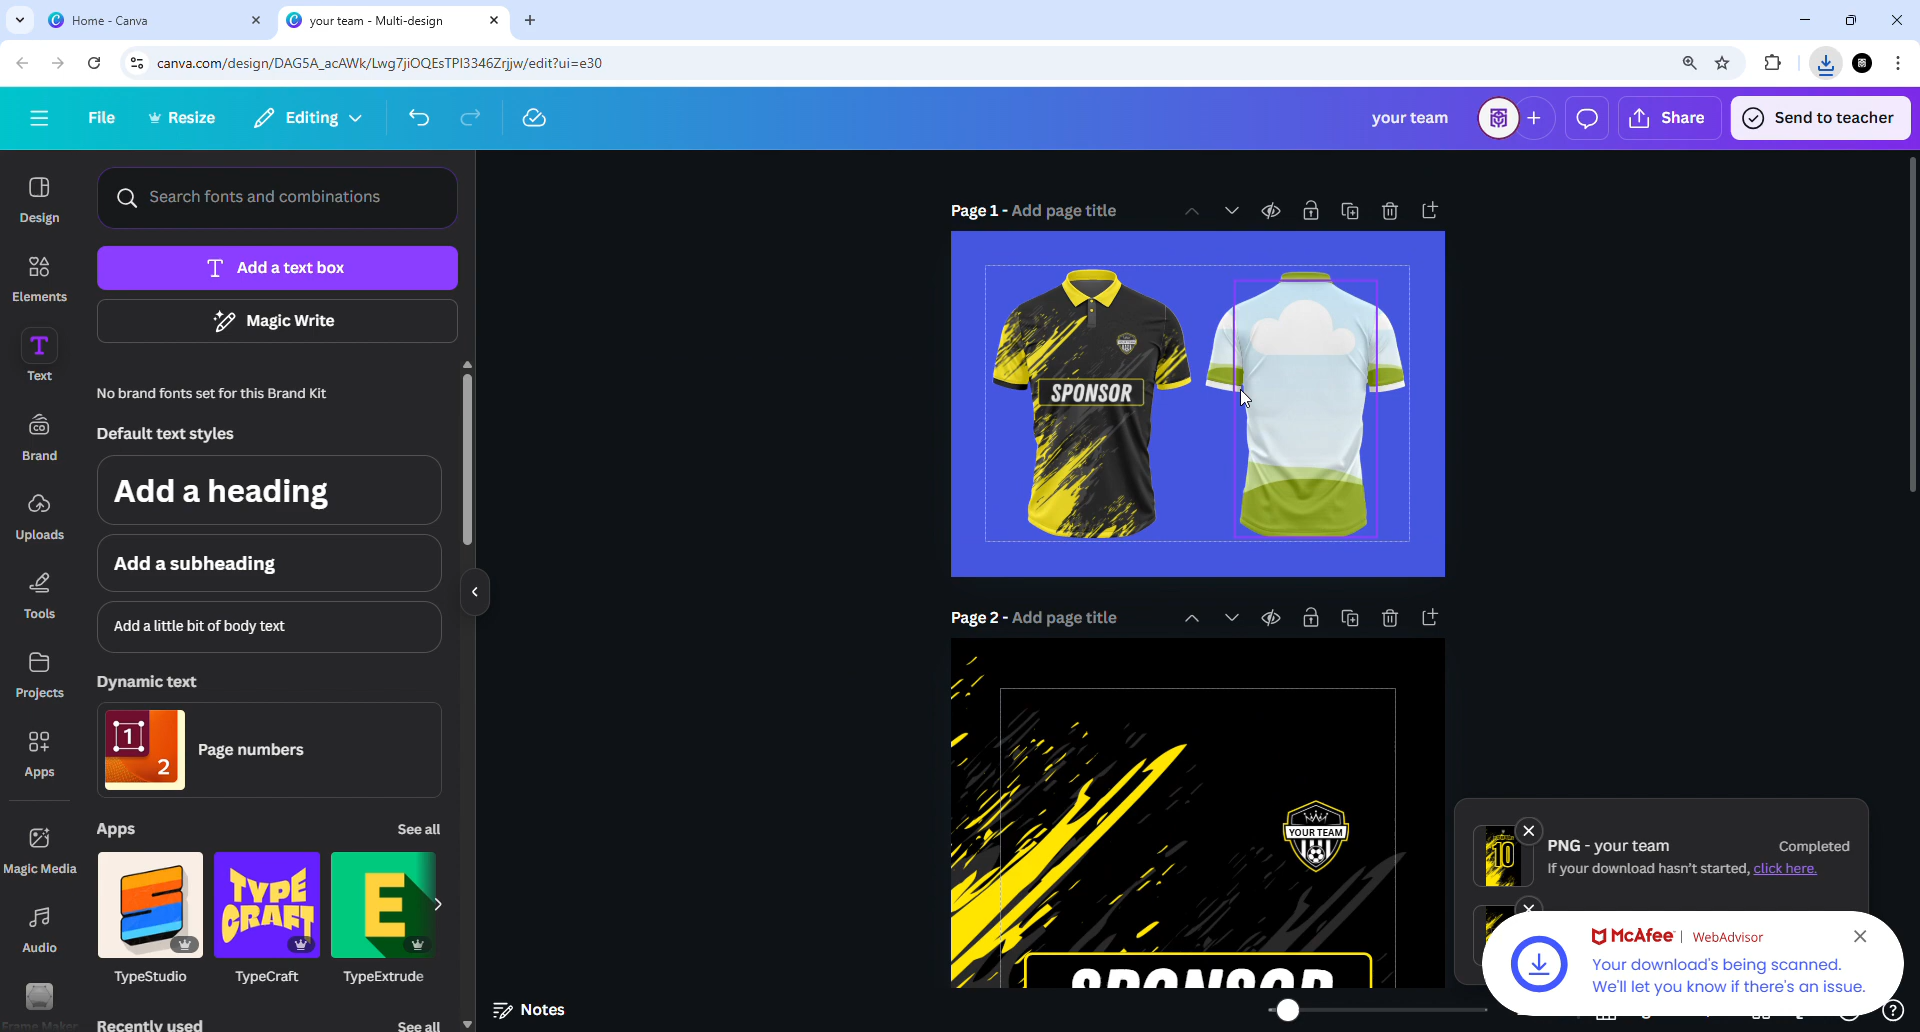 Home - Canva
your team - Multi-design
canva.com/design/DAG5A_acAWk/Lwg7jiOQEsTPI3346Zrjjw/edit?ui=e30
File
Resize
Editing
your team
Share
Send to teacher
Design
Elements
Text
Brand
Uploads
Tools
Projects
Apps
Magic Media
Audio
Search fonts and combinations
Add a text box
Magic Write
No brand fonts set for this Brand Kit
Default text styles
Add a heading
Add a subheading
Add a little bit of body text
Dynamic text
1
2
Page numbers
Apps
See all
TYPE
CRAFT
E
TypeStudio
TypeCraft
TypeExtrude
Recently used
See all
Page 1 - Add page title
SPONSOR
Page 2 - Add page title
YOUR TEAM
SPONSOR
Notes
10
PNG - your team
Completed
If your download hasn't started, click here.
McAfee | WebAdvisor
Your download's being scanned.
We'll let you know if there's an issue.